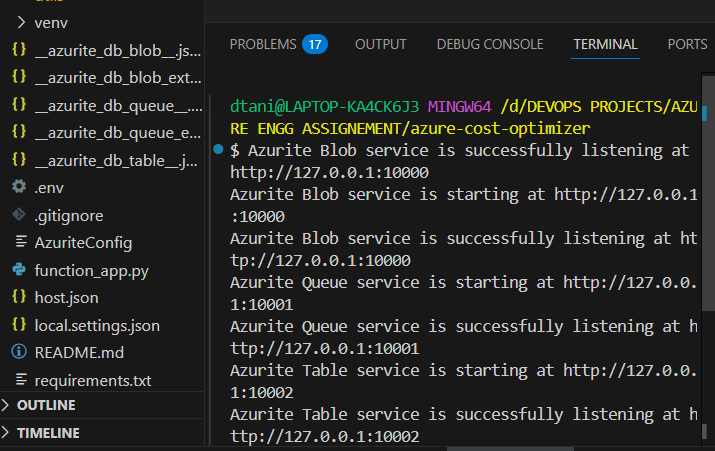 venv
__azurite_db_blob__.js...
__azurite_db_blob_ext...
__azurite_db_queue__....
__azurite_db_queue_e...
__azurite_db_table__.j...
.env
.gitignore
AzuriteConfig
function_app.py
host.json
local.settings.json
README.md
requirements.txt
OUTLINE
TIMELINE
PROBLEMS 17 OUTPUT DEBUG CONSOLE TERMINAL PORTS
dtani@LAPTOP-KA4CK6J3 MINGW64 /d/DEVOPS PROJECTS/AZU
RE ENGG ASSIGNEMENT/azure-cost-optimizer
$ Azurite Blob service is successfully listening at
http://127.0.0.1:10000
Azurite Blob service is starting at http://127.0.0.1
:10000
Azurite Blob service is successfully listening at ht
tp://127.0.0.1:10000
Azurite Queue service is starting at http://127.0.0.
1:10001
Azurite Queue service is successfully listening at h
ttp://127.0.0.1:10001
Azurite Table service is starting at http://127.0.0.
1:10002
Azurite Table service is successfully listening at h
ttp://127.0.0.1:10002